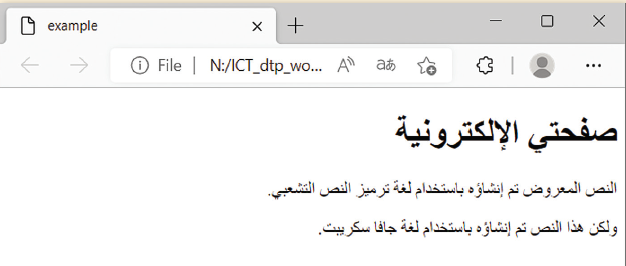 example
File
N:/ICT_dtp_wo...
صفحتي الإلكترونية
النص المعروض تم إنشاؤه باستخدام لغة ترميز النص التشعبي.
ولكن هذا النص تم إنشاؤه باستخدام لغة جافا سكريبت.